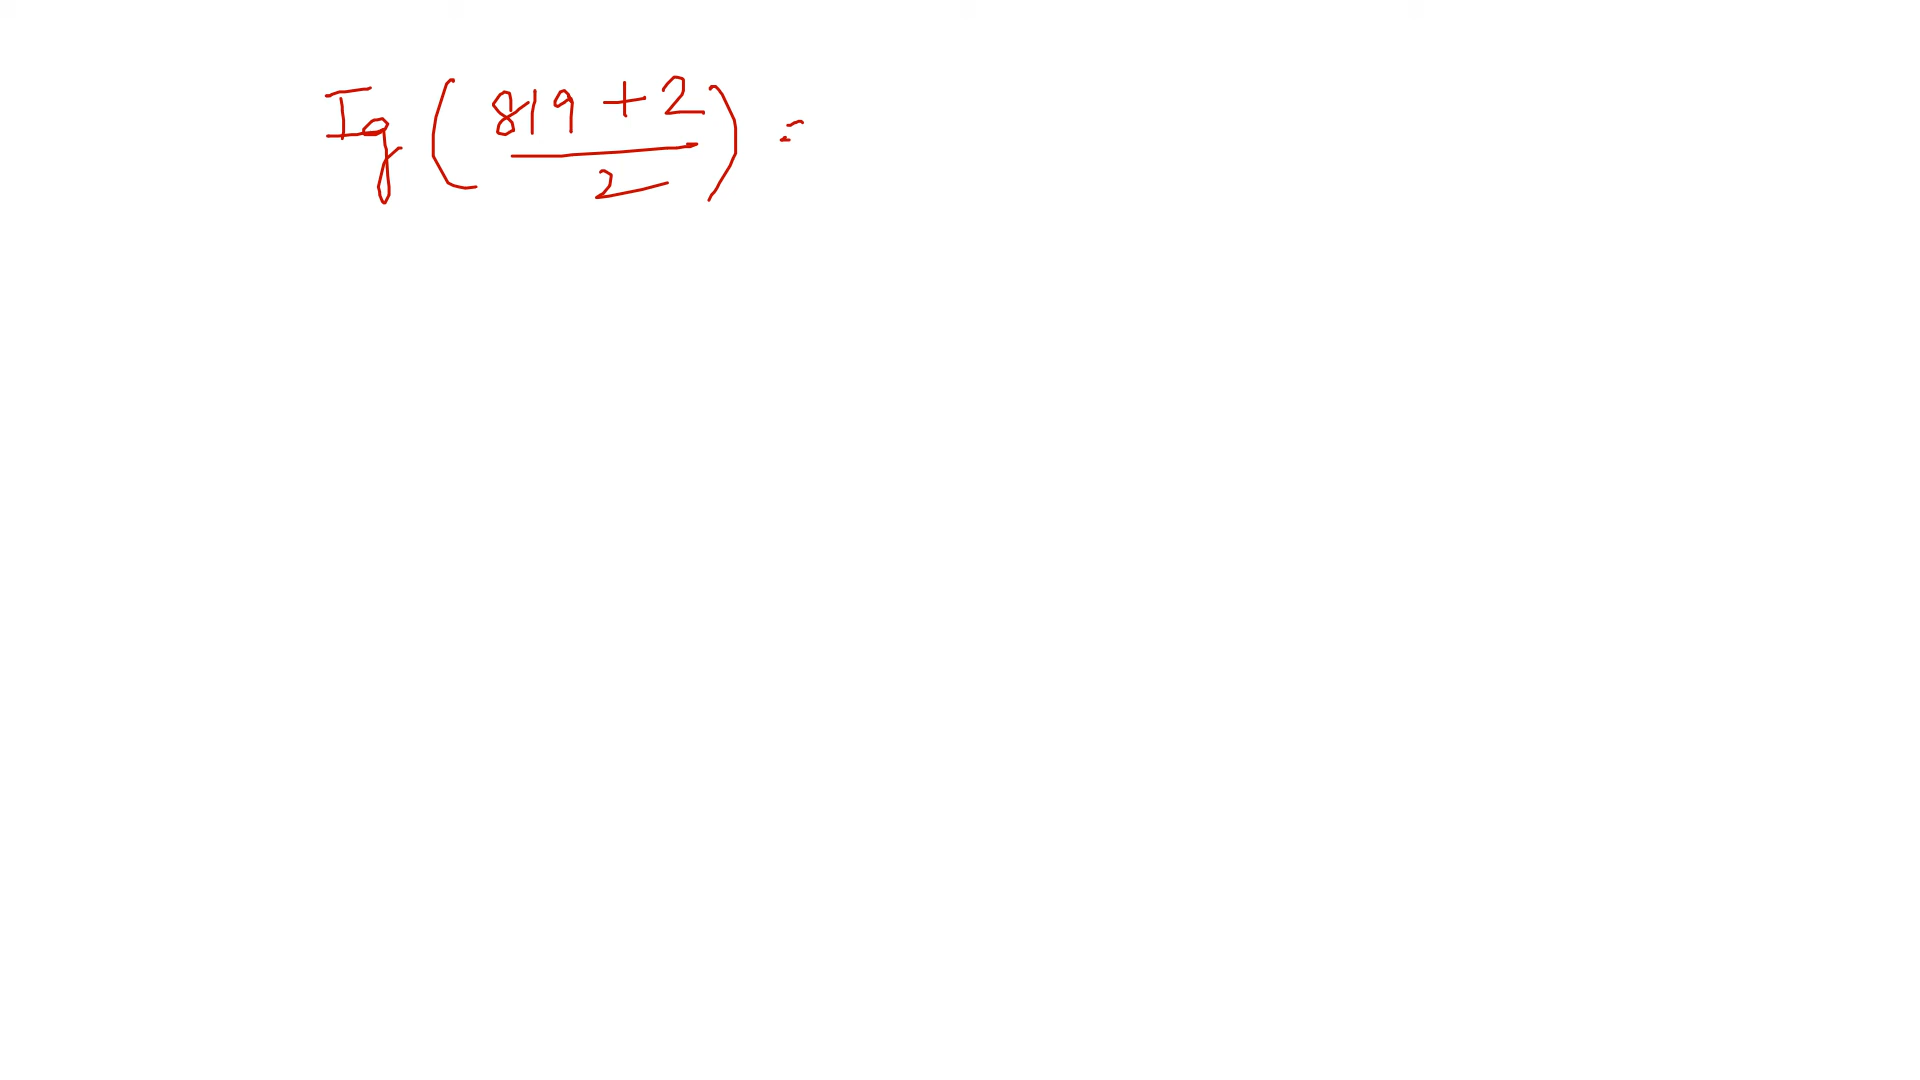 Ig ( (819 + 2) / 2 ) =